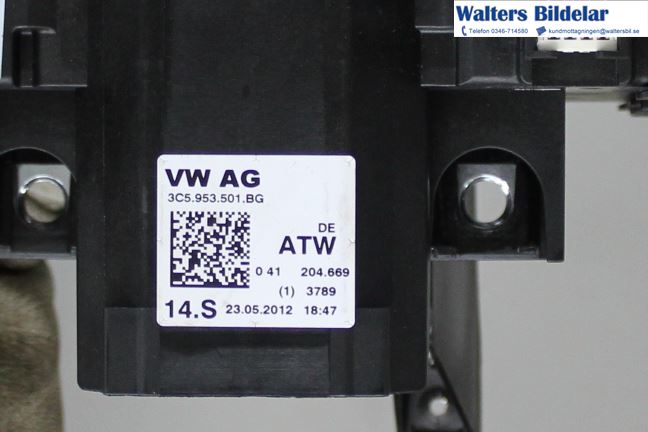 Walters Bildelar
Telefon 0346-714580 kundmottagningen@waltersbil.se
VW AG
3C5.953.501.BG
DE
ATW
0 41 204.669
(1) 3789
14.S 23.05.2012 18:47